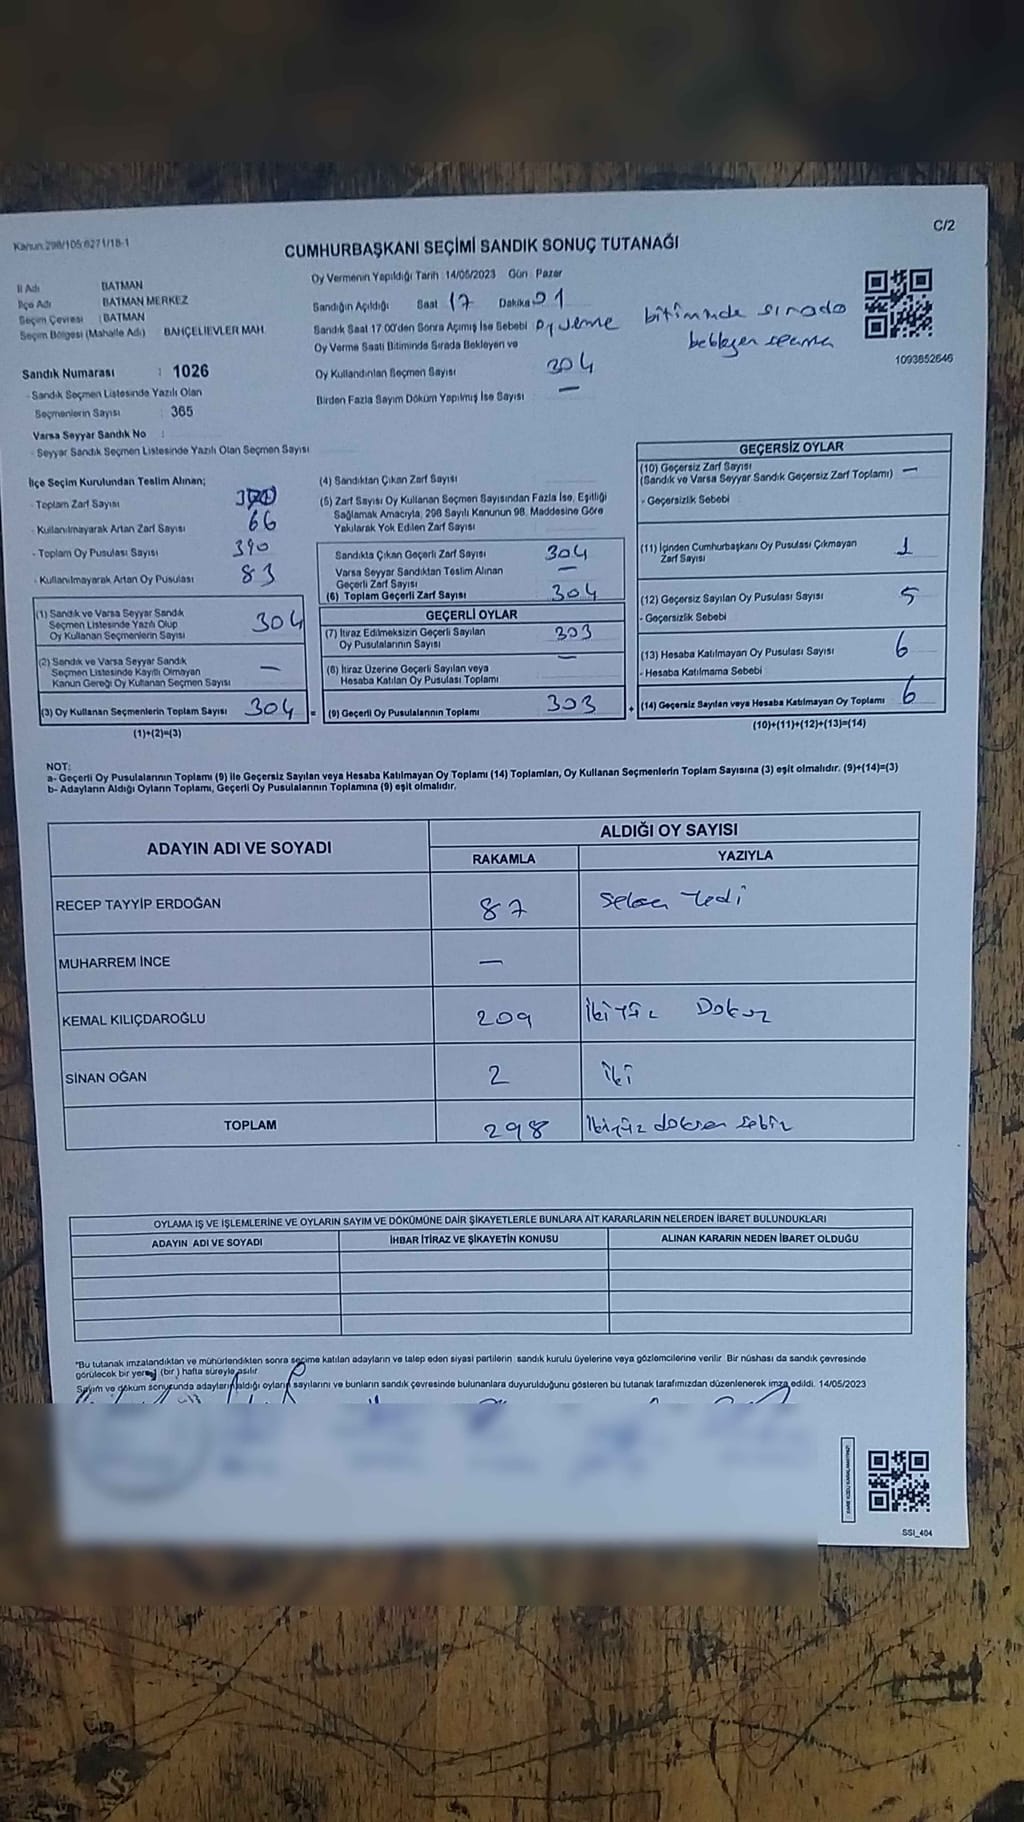 Kanun:298/105;6271/18-1
C/2
CUMHURBAŞKANI SEÇİMİ SANDIK SONUÇ TUTANAĞI
İl Adı BATMAN
İlçe Adı BATMAN MERKEZ
Seçim Çevresi : BATMAN
Seçim Bölgesi (Mahalle Adı) BAHÇELİEVLER MAH.
Oy Vermenin Yapıldığı Tarih : 14/05/2023 Gün : Pazar
Sandığın Açıldığı Saat 17 Dakika 01
Sandık Saat 17.00'den Sonra Açımış İse Sebebi oy verme bitiminde sırada
bekleyen seçmen
Oy Verme Saati Bitiminde Sırada Bekleyen ve
Oy Kullandırılan Seçmen Sayısı 304
Birden Fazla Sayım Döküm Yapılmış İse Sayısı : —
1093852646
Sandık Numarası : 1026
- Sandık Seçmen Listesinde Yazılı Olan
Seçmenlerin Sayısı : 365
Varsa Seyyar Sandık No :
- Seyyar Sandık Seçmen Listesinde Yazılı Olan Seçmen Sayısı
İlçe Seçim Kurulundan Teslim Alınan;
- Toplam Zarf Sayısı
- Kullanılmayarak Artan Zarf Sayısı 66
- Toplam Oy Pusulası Sayısı 390
- Kullanılmayarak Artan Oy Pusulası 83
(1) Sandık ve Varsa Seyyar Sandık
Seçmen Listesinde Yazılı Olup
Oy Kullanan Seçmenlerin Sayısı 304
(2) Sandık ve Varsa Seyyar Sandık
Seçmen Listesinde Kayıtlı Olmayan
Kanun Gereği Oy Kullanan Seçmen Sayısı —
(3) Oy Kullanan Seçmenlerin Toplam Sayısı 304 =
(1)+(2)=(3)
(4) Sandıktan Çıkan Zarf Sayısı
(5) Zarf Sayısı Oy Kullanan Seçmen Sayısından Fazla İse, Eşitliği
Sağlamak Amacıyla, 298 Sayılı Kanunun 98. Maddesine Göre
Yakılarak Yok Edilen Zarf Sayısı
Sandıkta Çıkan Geçerli Zarf Sayısı 304
Varsa Seyyar Sandıktan Teslim Alınan
Geçerli Zarf Sayısı —
(6) Toplam Geçerli Zarf Sayısı 304
GEÇERLİ OYLAR
(7) İtiraz Edilmeksizin Geçerli Sayılan
Oy Pusulalarının Sayısı 303
(8) İtiraz Üzerine Geçerli Sayılan veya
Hesaba Katılan Oy Pusulası Toplamı —
(9) Geçerli Oy Pusulalarının Toplamı 303 +
GEÇERSİZ OYLAR
(10) Geçersiz Zarf Sayısı
(Sandık ve Varsa Seyyar Sandık Geçersiz Zarf Toplamı) —
- Geçersizlik Sebebi
(11) İçinden Cumhurbaşkanı Oy Pusulası Çıkmayan
Zarf Sayısı 1
(12) Geçersiz Sayılan Oy Pusulası Sayısı 5
- Geçersizlik Sebebi
(13) Hesaba Katılmayan Oy Pusulası Sayısı 6
- Hesaba Katılmama Sebebi
(14) Geçersiz Sayılan veya Hesaba Katılmayan Oy Toplamı 6
(10)+(11)+(12)+(13)=(14)
NOT:
a- Geçerli Oy Pusulalarının Toplamı (9) ile Geçersiz Sayılan veya Hesaba Katılmayan Oy Toplamı (14) Toplamları, Oy Kullanan Seçmenlerin Toplam Sayısına (3) eşit olmalıdır. (9)+(14)=(3)
b- Adayların Aldığı Oyların Toplamı, Geçerli Oy Pusulalarının Toplamına (9) eşit olmalıdır.
ADAYIN ADI VE SOYADI ALDIĞI OY SAYISI
RAKAMLA YAZIYLA
RECEP TAYYİP ERDOĞAN 87 Seksen Yedi
MUHARREM İNCE —
KEMAL KILIÇDAROĞLU 209 İkiYüz Dokuz
SİNAN OĞAN 2 İki
TOPLAM 298 İkiyüz doksan sekiz
OYLAMA İŞ VE İŞLEMLERİNE VE OYLARIN SAYIM VE DÖKÜMÜNE DAİR ŞİKAYETLERLE BUNLARA AİT KARARLARIN NELERDEN İBARET BULUNDUKLARI
ADAYIN ADI VE SOYADI İHBAR İTİRAZ VE ŞİKAYETİN KONUSU ALINAN KARARIN NEDEN İBARET OLDUĞU
*Bu tutanak imzalandıktan ve mühürlendikten sonra seçime katılan adayların ve talep eden siyasi partilerin sandık kurulu üyelerine veya gözlemcilerine verilir. Bir nüshası da sandık çevresinde
görülecek bir yere (bir) hafta süreyle asılır.
Sayım ve döküm sonucunda adayların aldığı oyların sayılarını ve bunların sandık çevresinde bulunanlara duyurulduğunu gösteren bu tutanak tarafımızdan düzenlenerek imza edildi. 14/05/2023
SSI_404